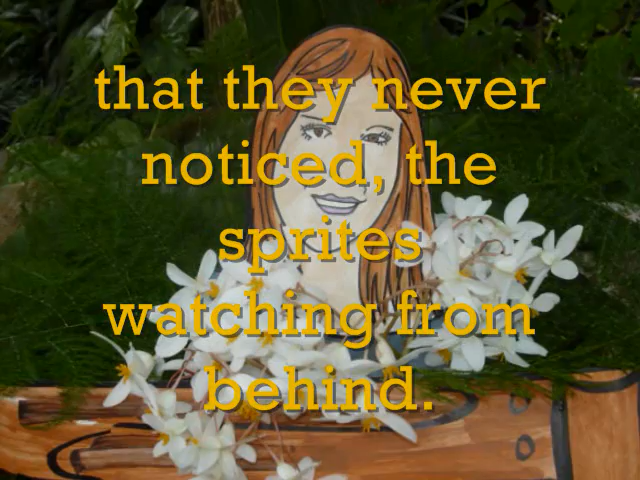 that they never
noticed, the
sprites
watching from
behind.